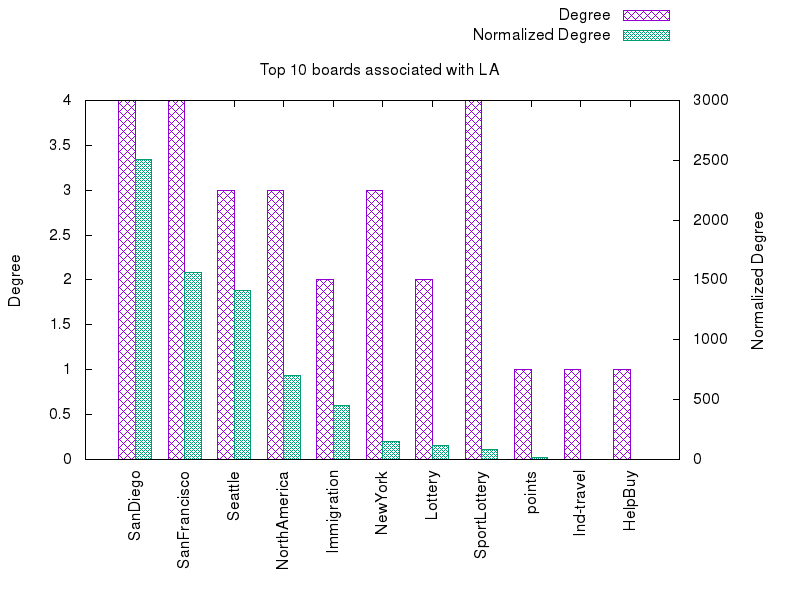 Degree
Normalized Degree
Top 10 boards associated with LA
4
3.5
3
2.5
2
1.5
1
0.5
0
Degree
3000
2500
2000
1500
1000
500
0
Normalized Degree
SanDiego
SanFrancisco
Seattle
NorthAmerica
Immigration
NewYork
Lottery
SportLottery
points
Ind-travel
HelpBuy